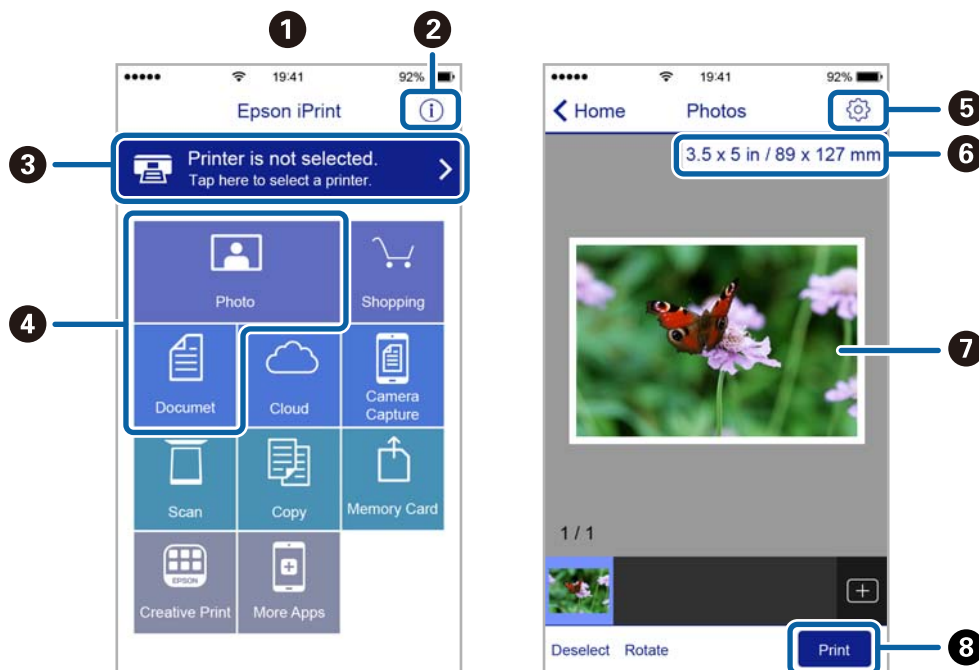 1
2
19:41
92%
Epson iPrint
i
3
Printer is not selected.
Tap here to select a printer.
4
Photo
Shopping
Documet
Cloud
Camera
Capture
Scan
Copy
Memory Card
EPSON
Creative Print
More Apps
19:41
92%
Home
Photos
5
3.5 x 5 in / 89 x 127 mm
6
7
1 / 1
Deselect
Rotate
Print
8